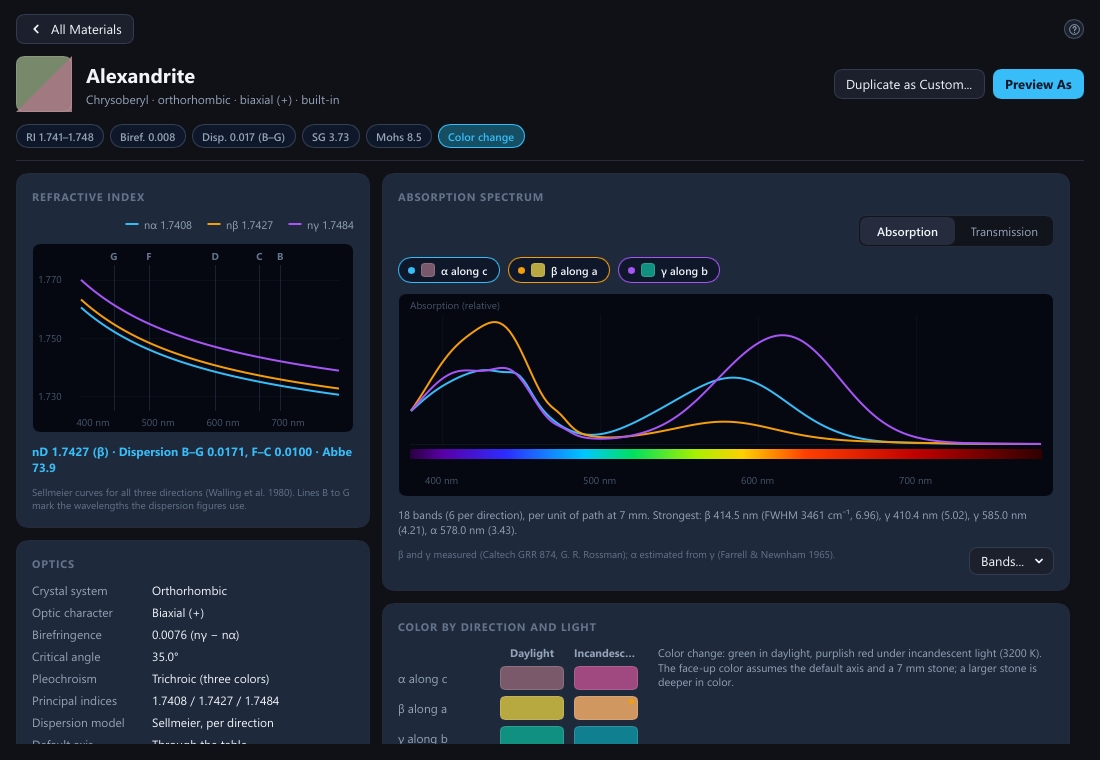 All Materials
Alexandrite
Chrysoberyl · orthorhombic · biaxial (+) · built-in
Duplicate as Custom...
Preview As
RI 1.741–1.748
Biref. 0.008
Disp. 0.017 (B–G)
SG 3.73
Mohs 8.5
Color change
REFRACTIVE INDEX
nα 1.7408
nβ 1.7427
nγ 1.7484
G F D C B
1.770
1.750
1.730
400 nm 500 nm 600 nm 700 nm
nD 1.7427 (β) · Dispersion B–G 0.0171, F–C 0.0100 · Abbe
73.9
Sellmeier curves for all three directions (Walling et al. 1980). Lines B to G
mark the wavelengths the dispersion figures use.
OPTICS
Crystal system Orthorhombic
Optic character Biaxial (+)
Birefringence 0.0076 (nγ − nα)
Critical angle 35.0°
Pleochroism Trichroic (three colors)
Principal indices 1.7408 / 1.7427 / 1.7484
Dispersion model Sellmeier, per direction
Default axis Through the table
ABSORPTION SPECTRUM
Absorption
Transmission
α along c
β along a
γ along b
Absorption (relative)
400 nm 500 nm 600 nm 700 nm
18 bands (6 per direction), per unit of path at 7 mm. Strongest: β 414.5 nm (FWHM 3461 cm⁻¹, 6.96), γ 410.4 nm (5.02), γ 585.0 nm
(4.21), α 578.0 nm (3.43).
β and γ measured (Caltech GRR 874, G. R. Rossman); α estimated from γ (Farrell & Newnham 1965).
Bands...
COLOR BY DIRECTION AND LIGHT
Daylight Incandesc...
α along c
β along a
γ along b
Color change: green in daylight, purplish red under incandescent light (3200 K).
The face-up color assumes the default axis and a 7 mm stone; a larger stone is
deeper in color.